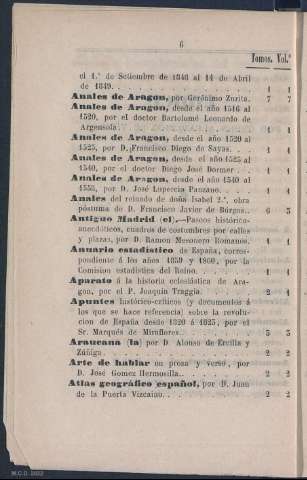 6
Tomos. Vol.ˢ
el 1.º de Setiembre de 1848 al 14 de Abril
de 1849. . . . . . . . . . . . 1 1
Anales de Aragon, por Gerónimo Zurita. 7 7
Anales de Aragon, desde el año 1516 al
1520, por el doctor Bartolomé Leonardo de
Argensola. . . . . . . . . . . 1 1
Anales de Aragon, desde el año 1520 al
1525, por D. Francisco Diego de Sayas. . . 1 1
Anales de Aragon, desde el año 1525 al
1540, por el doctor Diego José Dormer. . . 1 1
Anales de Aragon, desde el año 1540 al
1558, por D. José Lupercio Panzano. . . . 1 1
Anales del reinado de doña Isabel 2.ª, obra
póstuma de D. Francisco Javier de Búrgos. . 6 3
Antiguo Madrid (el).—Paseos histórico-
anecdóticos, cuadros de costumbres por calles
y plazas, por D. Ramon Mesonero Romanos. 1 1
Anuario estadístico de España, corres-
pondiente á los años 1859 y 1860, por la
Comision estadística del Reino. . . . . . 1 1
Aparato á la historia eclesiástica de Ara-
gon, por el P. Joaquin Traggia. . . . . 2 1
Apuntes histórico-críticos (y documentos á
los que se hace referencia) sobre la revolu-
cion de España desde 1820 á 1823, por el
Sr. Marqués de Miraflores. . . . . . . 3 3
Araucana (la) por D. Alonso de Ercilla y
Zúñiga. . . . . . . . . . . . 2 2
Arte de hablar en prosa y verso, por
D. José Gomez Hermosilla. . . . . . . 2 2
Atlas geográfico español, por D. Juan
de la Puerta Vizcaino. . . . . . . . 2 2